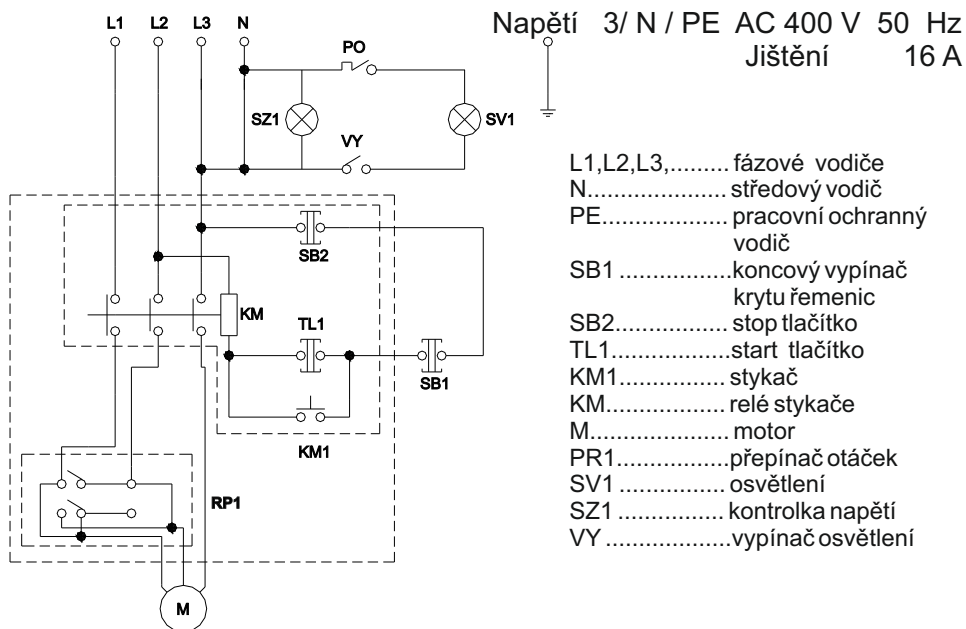 Napětí 3/ N / PE AC 400 V 50 Hz
Jištění 16 A
L1 L2 L3 N
PO
SZ1
SV1
VY
SB2
KM
TL1
SB1
KM1
RP1
M
L1,L2,L3,......... fázové vodiče
N.................... středový vodič
PE................... pracovní ochranný
vodič
SB1 .................koncový vypínač
krytu řemenic
SB2................. stop tlačítko
TL1.................start tlačítko
KM1................ stykač
KM.................. relé stykače
M..................... motor
PR1.................přepínač otáček
SV1 ................ osvětlení
SZ1 ................ kontrolka napětí
VY ...................vypínač osvětlení